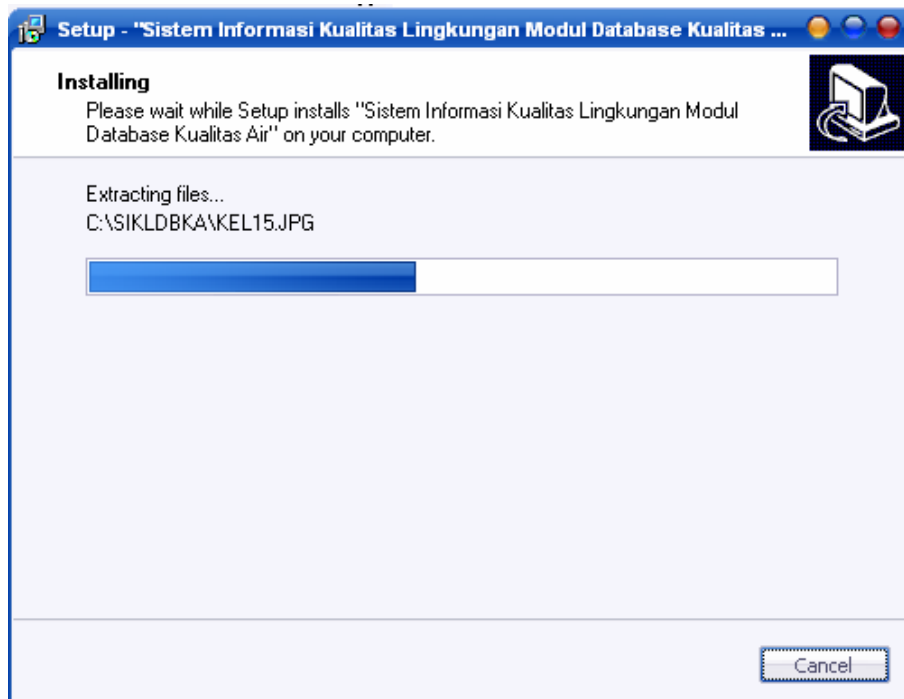 Setup - "Sistem Informasi Kualitas Lingkungan Modul Database Kualitas ...
Installing
Please wait while Setup installs "Sistem Informasi Kualitas Lingkungan Modul
Database Kualitas Air" on your computer.
Extracting files...
C:\SIKLDBKA\KEL15.JPG
Cancel